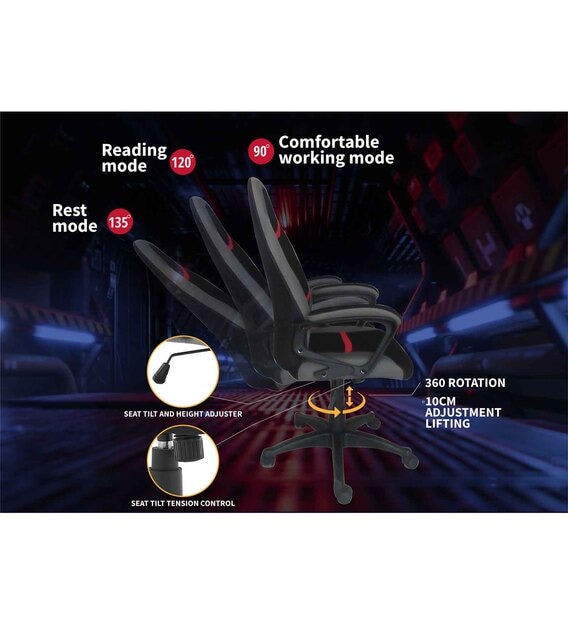 Reading
mode
120°
90°
Comfortable
working mode
Rest
mode
135°
360 ROTATION
10CM
ADJUSTMENT
LIFTING
SEAT TILT AND HEIGHT ADJUSTER
SEAT TILT TENSION CONTROL